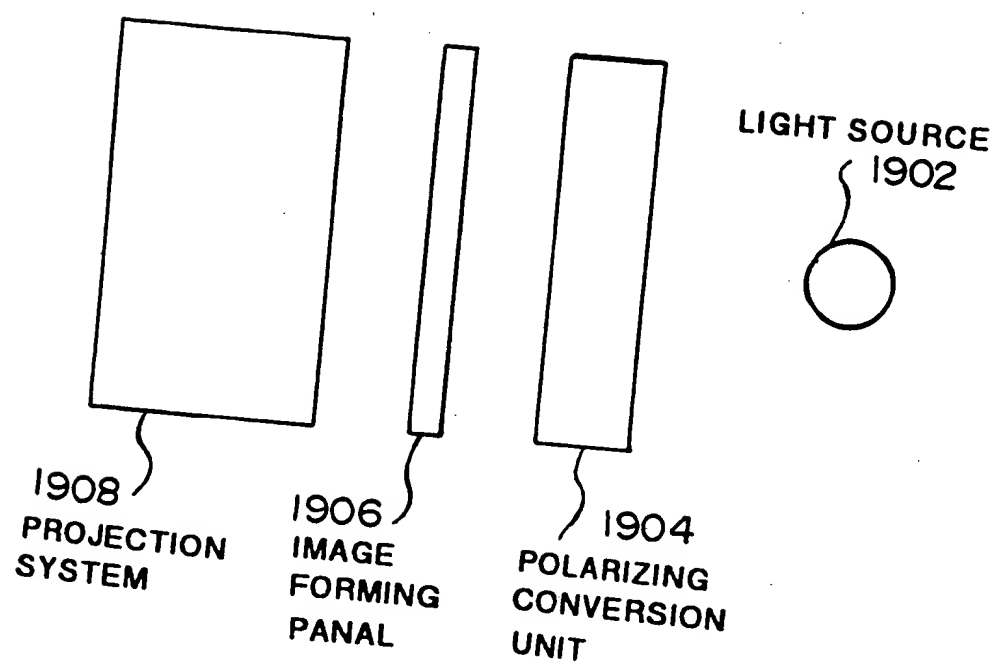 LIGHT SOURCE
1902
1908
PROJECTION
SYSTEM
1906
IMAGE
FORMING
PANAL
1904
POLARIZING
CONVERSION
UNIT